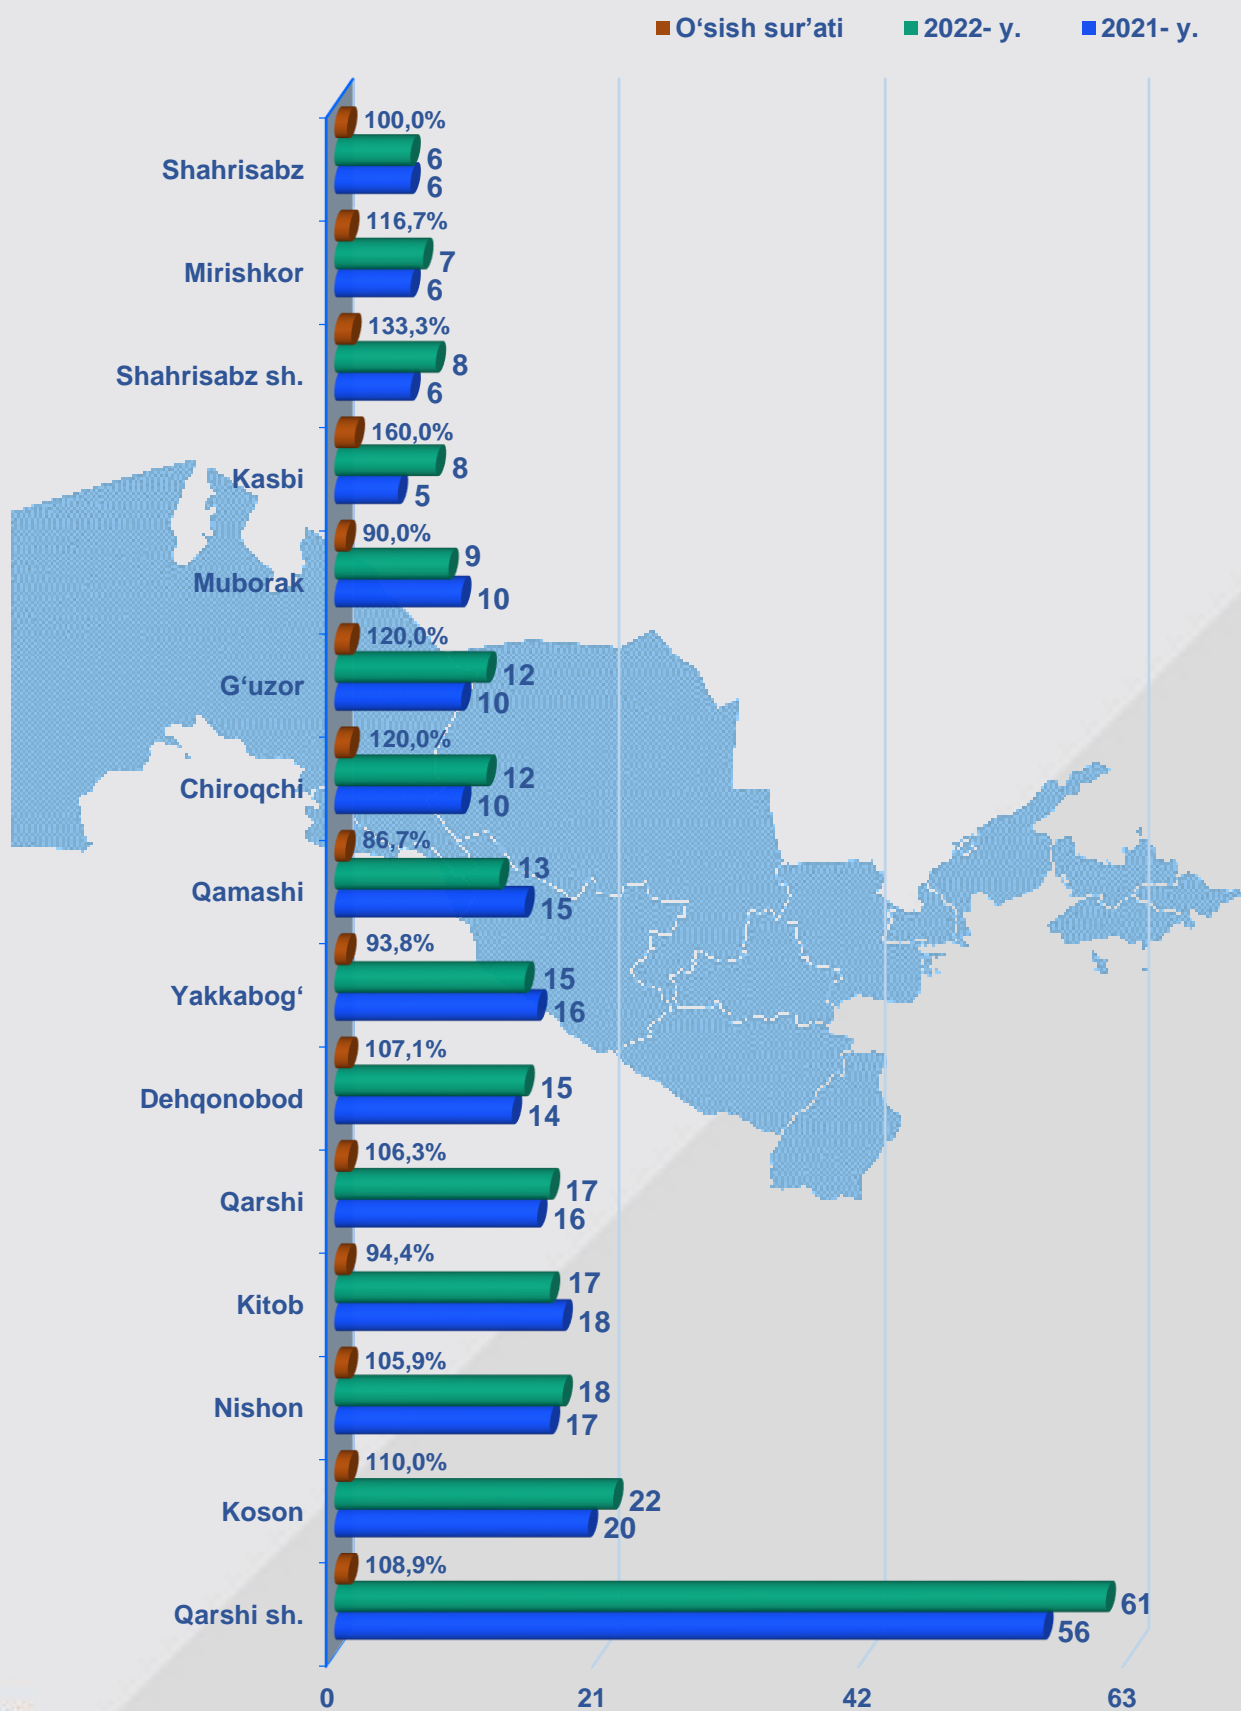 O‘sish sur’ati 2022- y. 2021- y.
100,0%
Shahrisabz
6
6
116,7%
Mirishkor
7
6
133,3%
Shahrisabz sh.
8
6
160,0%
Kasbi
8
5
90,0%
Muborak
9
10
120,0%
G‘uzor
12
10
120,0%
Chiroqchi
12
10
86,7%
Qamashi
13
15
93,8%
Yakkabog‘
15
16
107,1%
Dehqonobod
15
14
106,3%
Qarshi
17
16
94,4%
Kitob
17
18
105,9%
Nishon
18
17
110,0%
Koson
22
20
108,9%
Qarshi sh.
61
56
0 21 42 63